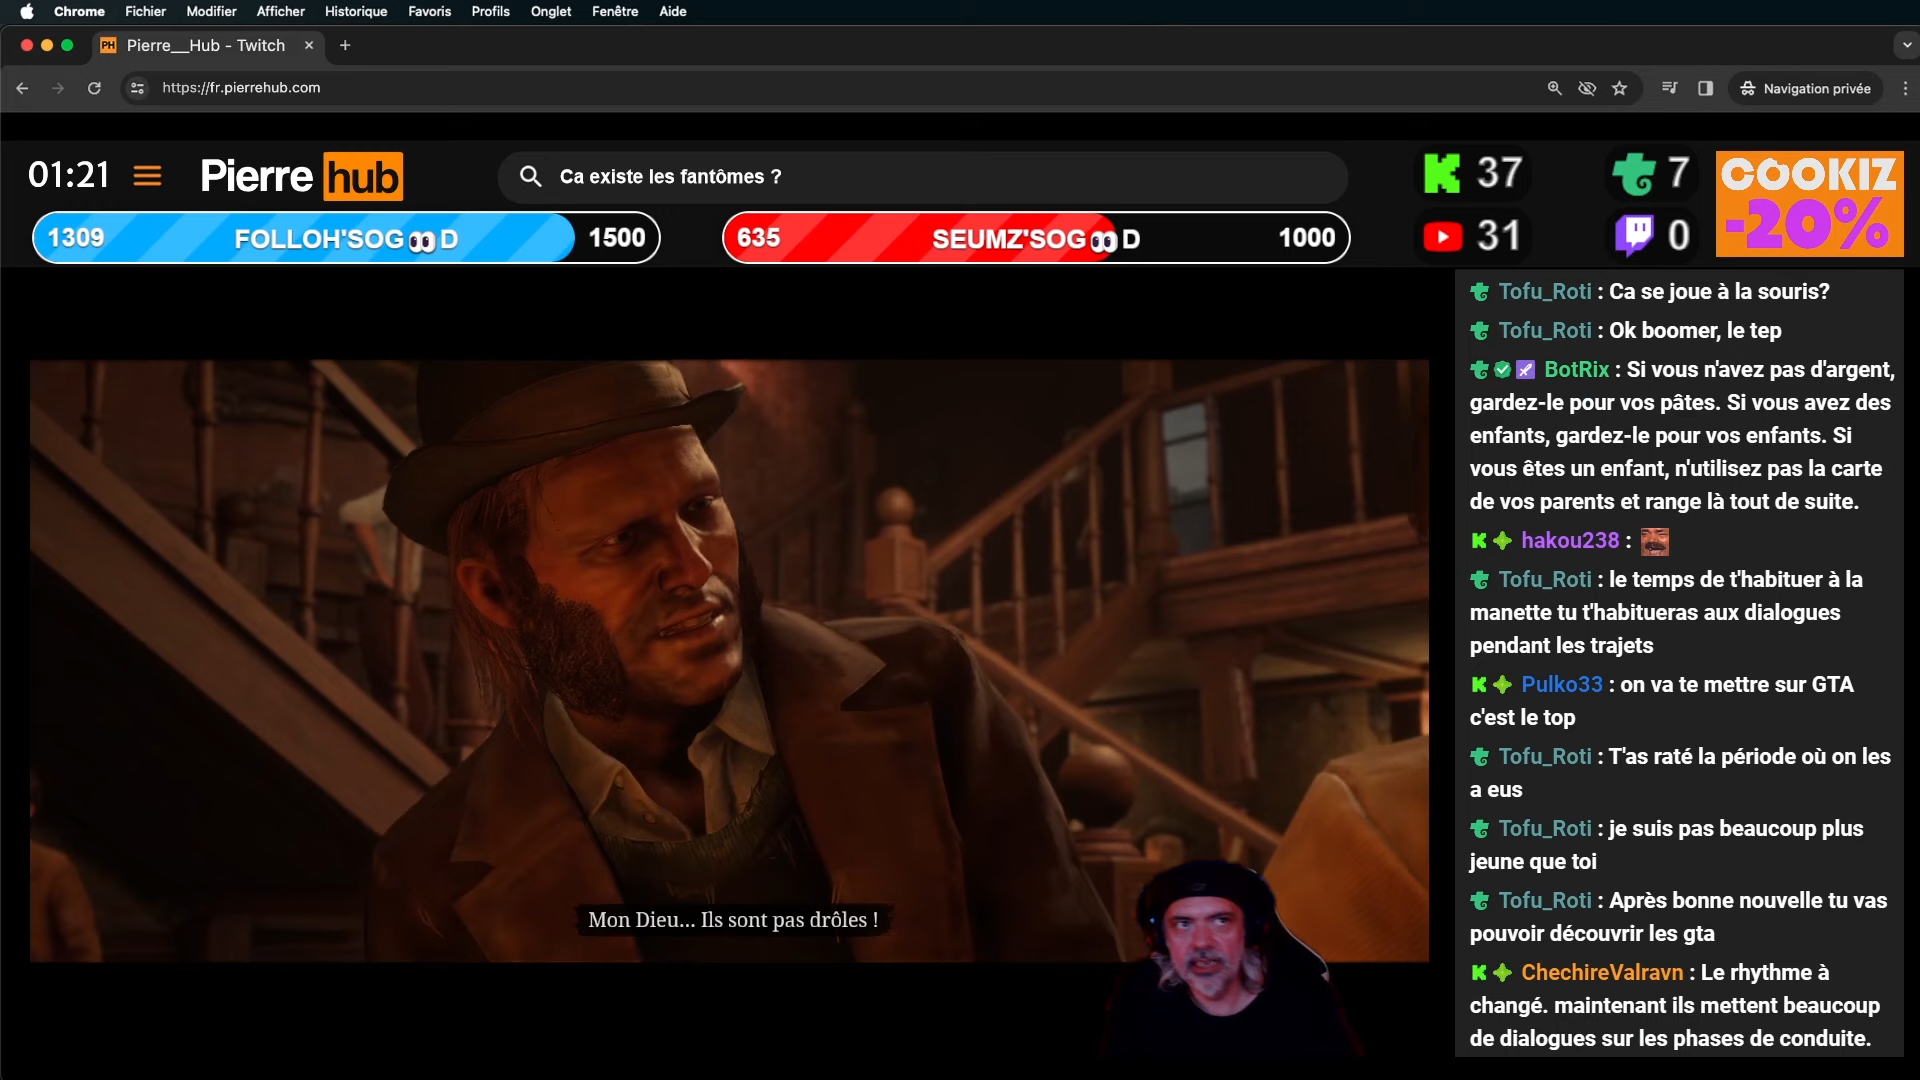 Chrome Fichier Modifier Afficher Historique Favoris Profils Onglet Fenêtre Aide
PH Pierre__Hub - Twitch
https://fr.pierrehub.com
Navigation privée
01:21
Pierre hub
Ca existe les fantômes ?
37
7
COOKIZ
-20%
1309 FOLLOH'SOG👀D 1500
635 SEUMZ'SOG👀D 1000
31
0
Tofu_Roti : Ca se joue à la souris?
Tofu_Roti : Ok boomer, le tep
BotRix : Si vous n'avez pas d'argent,
gardez-le pour vos pâtes. Si vous avez des
enfants, gardez-le pour vos enfants. Si
vous êtes un enfant, n'utilisez pas la carte
de vos parents et range là tout de suite.
hakou238 :
Tofu_Roti : le temps de t'habituer à la
manette tu t'habitueras aux dialogues
pendant les trajets
Pulko33 : on va te mettre sur GTA
c'est le top
Tofu_Roti : T'as raté la période où on les
a eus
Tofu_Roti : je suis pas beaucoup plus
jeune que toi
Tofu_Roti : Après bonne nouvelle tu vas
pouvoir découvrir les gta
ChechireValravn : Le rhythme à
changé. maintenant ils mettent beaucoup
de dialogues sur les phases de conduite.
Mon Dieu... Ils sont pas drôles !